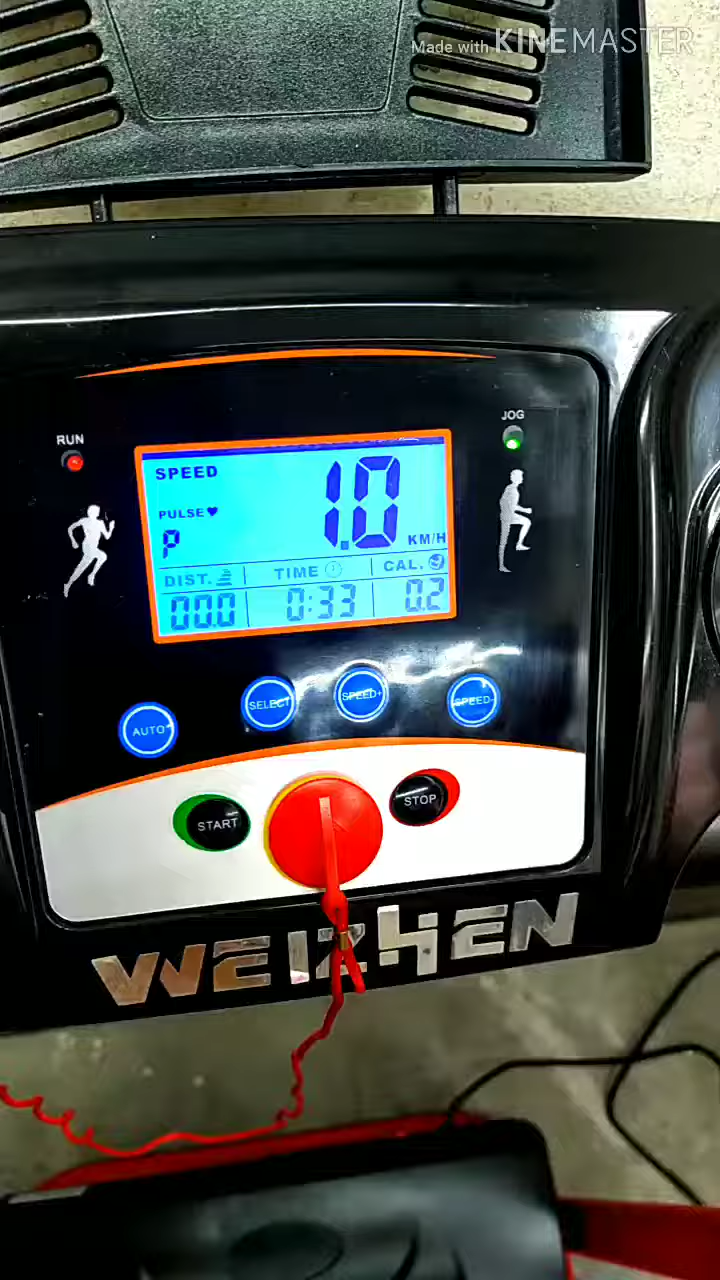 Made with KINEMASTER
RUN
JOG
SPEED
1.0
PULSE♥
P
KM/H
DIST.
TIME
CAL.
00.0
0:33
0.2
AUTO
SELECT
SPEED+
SPEED-
START
STOP
WEIZHEN